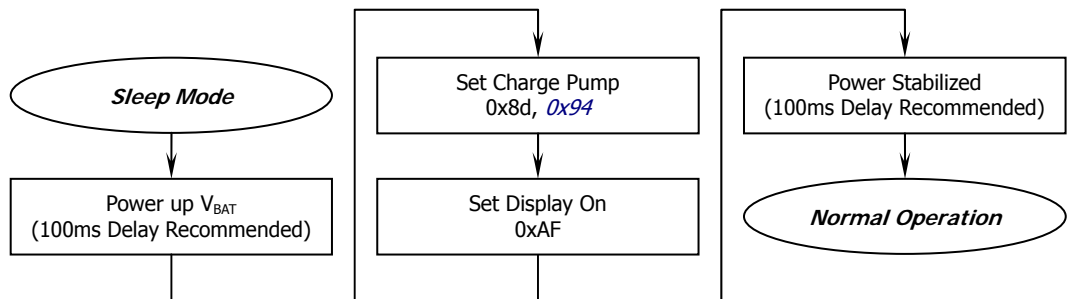 Sleep Mode
Power up VBAT
(100ms Delay Recommended)
Set Charge Pump
0x8d, 0x94
Set Display On
0xAF
Power Stabilized
(100ms Delay Recommended)
Normal Operation